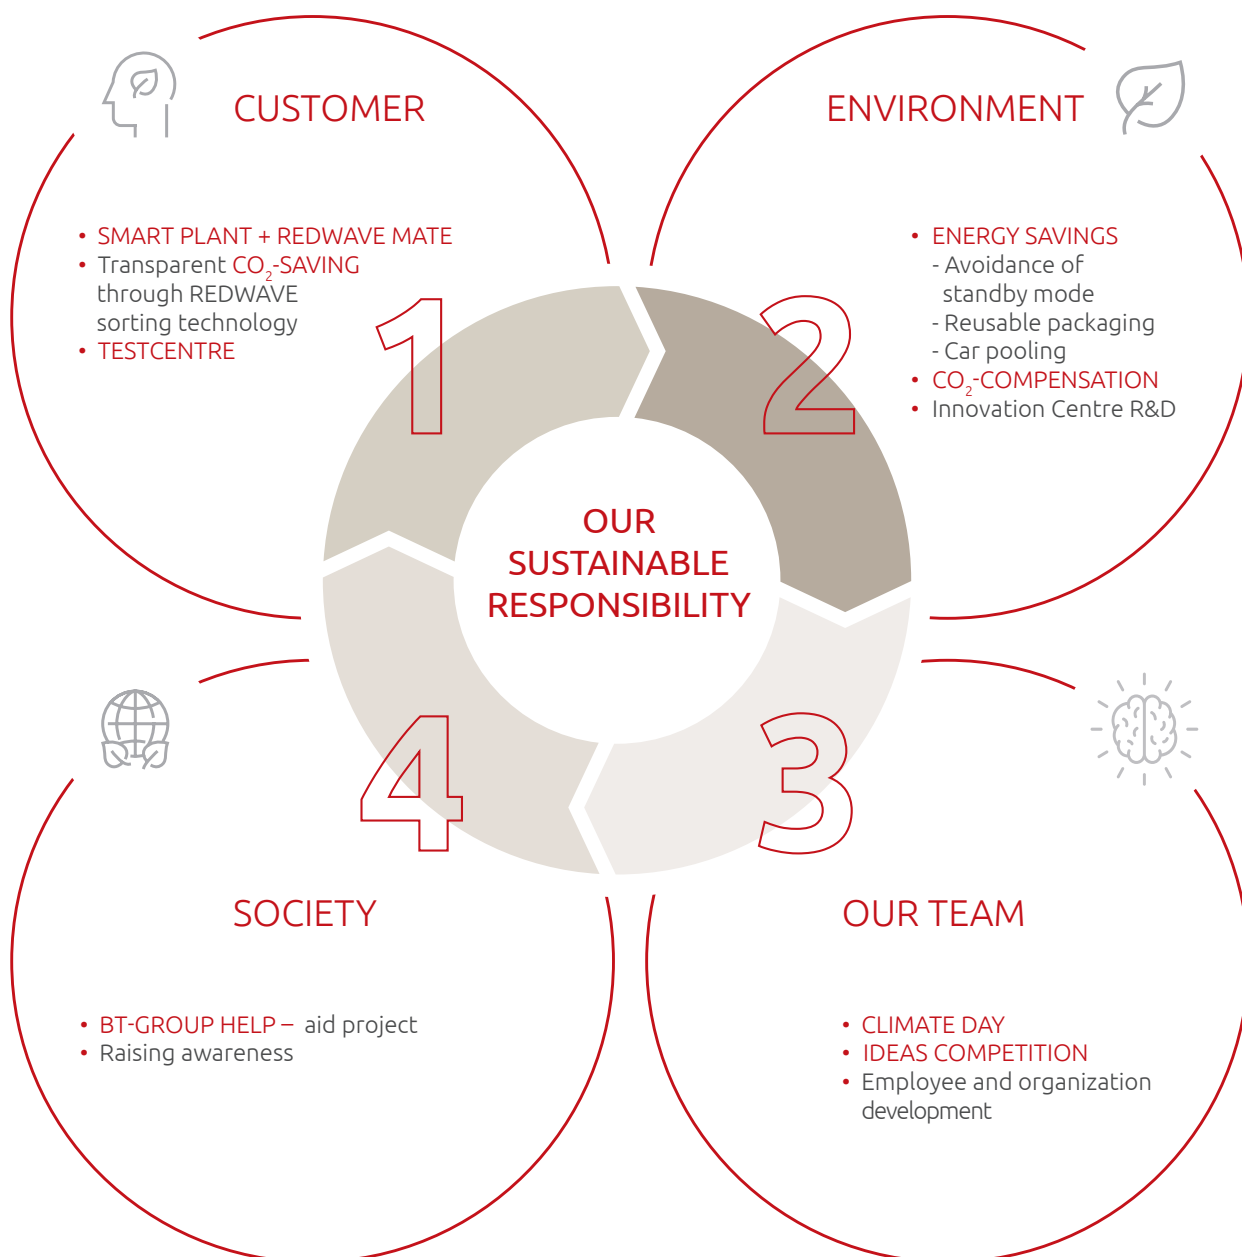 CUSTOMER
• SMART PLANT + REDWAVE MATE
• Transparent CO₂-SAVING
through REDWAVE
sorting technology
• TESTCENTRE
1
ENVIRONMENT
• ENERGY SAVINGS
- Avoidance of
standby mode
- Reusable packaging
- Car pooling
• CO₂-COMPENSATION
• Innovation Centre R&D
2
OUR
SUSTAINABLE
RESPONSIBILITY
4
SOCIETY
• BT-GROUP HELP – aid project
• Raising awareness
3
OUR TEAM
• CLIMATE DAY
• IDEAS COMPETITION
• Employee and organization
development